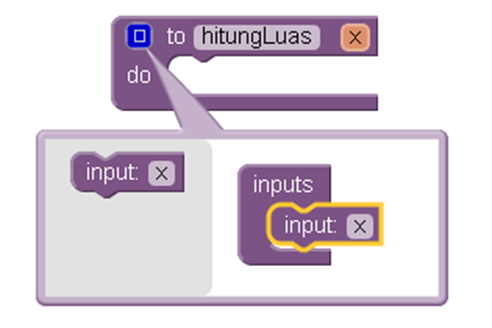 to hitungLuas x
do
input: x
inputs
input: x